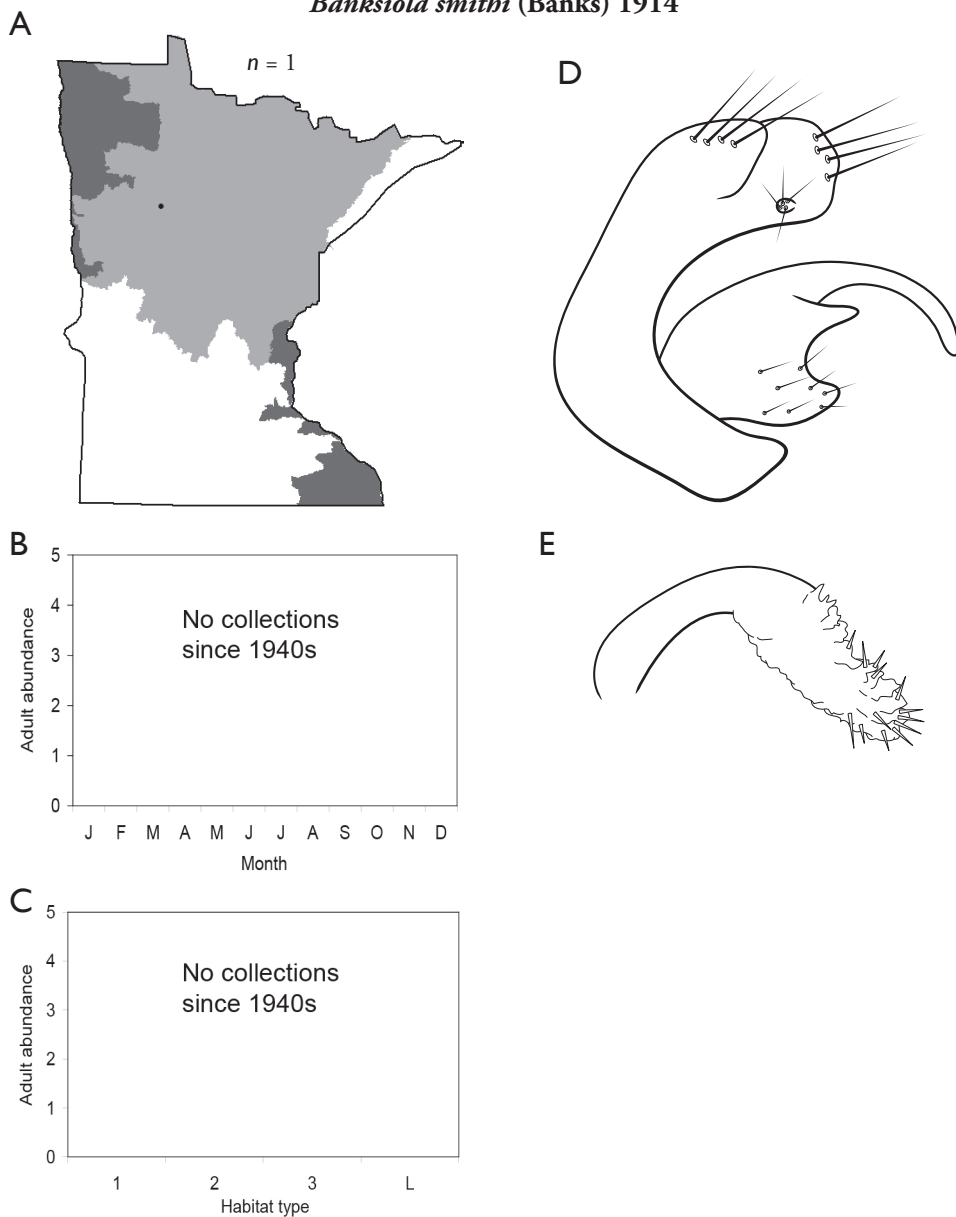 Banksiola smithi (Banks) 1914
A
n = 1
D
B
5
4
3
2
1
0
Adult abundance
No collections
since 1940s
J F M A M J J A S O N D
Month
E
C
5
4
3
2
1
0
Adult abundance
No collections
since 1940s
1 2 3 L
Habitat type